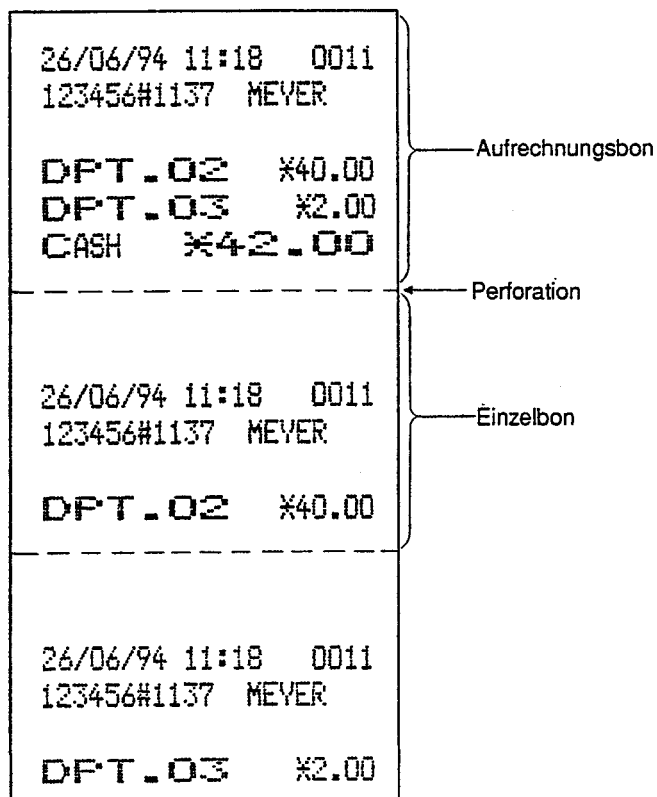 26/06/94 11:18 0011
123456#1137 MEYER
DPT.02 *40.00
DPT.03 *2.00
CASH *42.00
Aufrechnungsbon
Perforation
26/06/94 11:18 0011
123456#1137 MEYER
DPT.02 *40.00
Einzelbon
26/06/94 11:18 0011
123456#1137 MEYER
DPT.03 *2.00